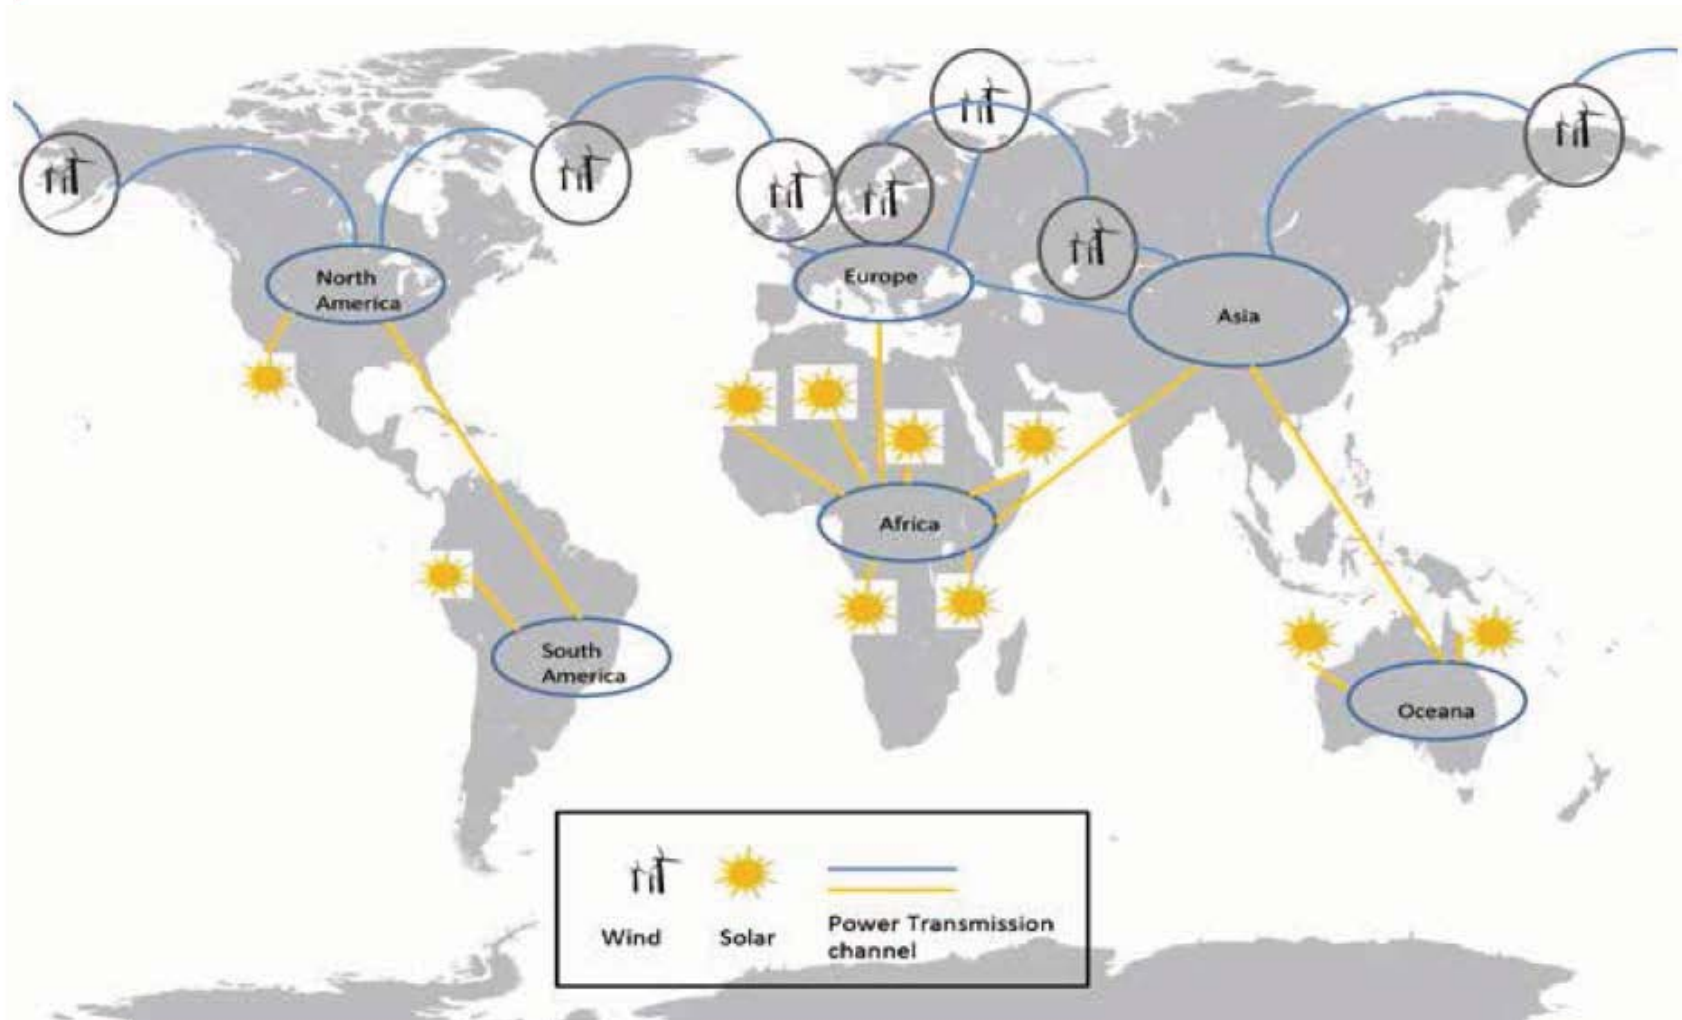 North
America
Europe
Asia
Africa
South
America
Oceana
Wind
Solar
Power Transmission
channel